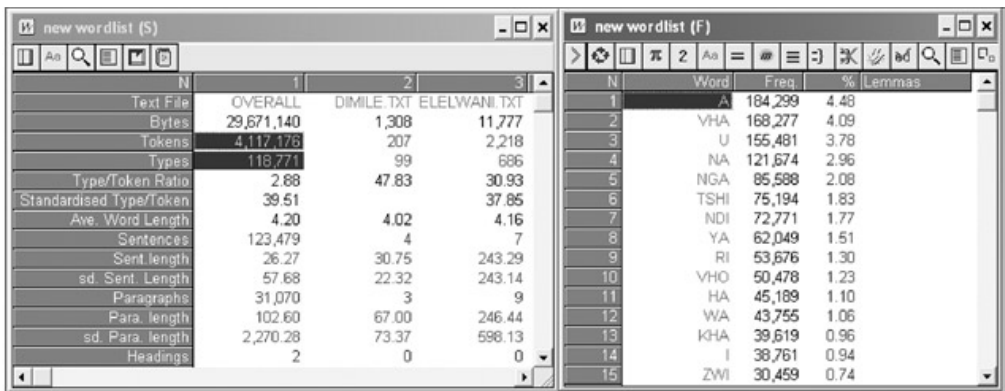 new wordlist (S)
Aa
N 1 2 3
Text File OVERALL DIMILE.TXT ELELWANI.TXT
Bytes 29,671,140 1,308 11,777
Tokens 4,117,176 207 2,218
Types 118,771 99 686
Type/Token Ratio 2.88 47.83 30.93
Standardised Type/Token 39.51 37.85
Ave. Word Length 4.20 4.02 4.16
Sentences 123,479 4 7
Sent.length 26.27 30.75 243.29
sd. Sent. Length 57.68 22.32 243.14
Paragraphs 31,070 3 9
Para. length 102.60 67.00 246.44
sd. Para. length 2,270.28 73.37 598.13
Headings 2 0 0
new wordlist (F)
π 2 Aa =
N Word Freq. % Lemmas
1 A 184,299 4.48
2 VHA 168,277 4.09
3 U 155,481 3.78
4 NA 121,674 2.96
5 NGA 85,588 2.08
6 TSHI 75,194 1.83
7 NDI 72,771 1.77
8 YA 62,049 1.51
9 RI 53,676 1.30
10 VHO 50,478 1.23
11 HA 45,189 1.10
12 WA 43,755 1.06
13 KHA 39,619 0.96
14 I 38,761 0.94
15 ZWI 30,459 0.74